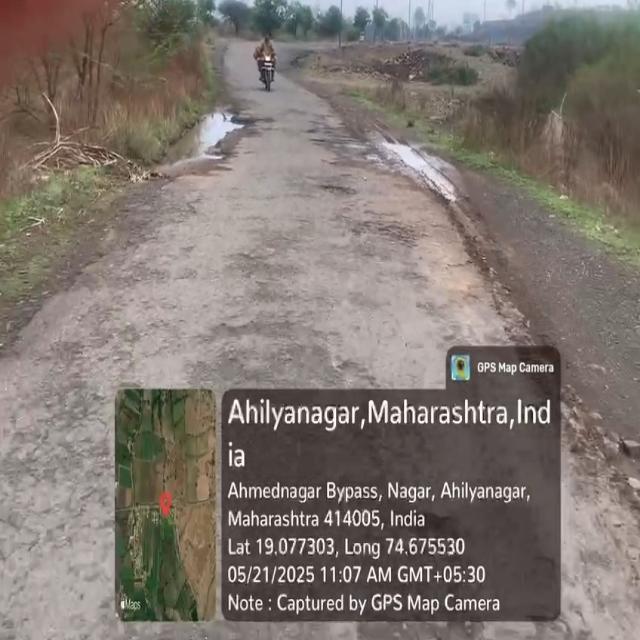 GPS Map Camera
Ahilyanagar,Maharashtra,Ind
ia
Ahmednagar Bypass, Nagar, Ahilyanagar,
Maharashtra 414005, India
Lat 19.077303, Long 74.675530
05/21/2025 11:07 AM GMT+05:30
Note : Captured by GPS Map Camera
Maps